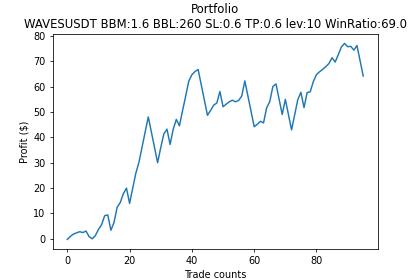 Portfolio
WAVESUSDT BBM:1.6 BBL:260 SL:0.6 TP:0.6 lev:10 WinRatio:69.0
80
70
60
50
40
30
20
10
0
Profit ($)
0 20 40 60 80
Trade counts